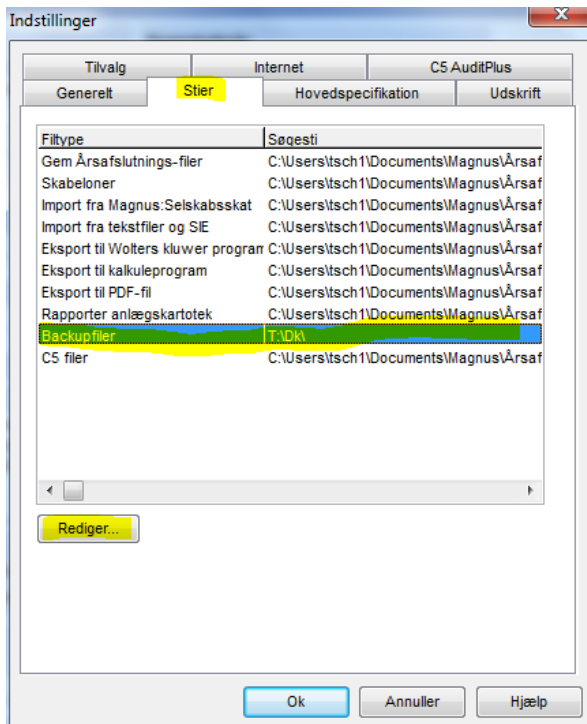 Indstillinger
Tilvalg Internet C5 AuditPlus
Generelt Stier Hovedspecifikation Udskrift
Filtype Søgesti
Gem Årsafslutnings-filer C:\Users\tsch1\Documents\Magnus\Årsaf
Skabeloner C:\Users\tsch1\Documents\Magnus\Årsaf
Import fra Magnus:Selskabsskat C:\Users\tsch1\Documents\Magnus\Årsaf
Import fra tekstfiler og SIE C:\Users\tsch1\Documents\Magnus\Årsaf
Eksport til Wolters kluwer program C:\Users\tsch1\Documents\Magnus\Årsaf
Eksport til kalkuleprogram C:\Users\tsch1\Documents\Magnus\Årsaf
Eksport til PDF-fil C:\Users\tsch1\Documents\Magnus\Årsaf
Rapporter anlægskartotek C:\Users\tsch1\Documents\Magnus\Årsaf
Backupfiler T:\Dk\
C5 filer C:\Users\tsch1\Documents\Magnus\Årsaf
Rediger...
Ok Annuller Hjælp